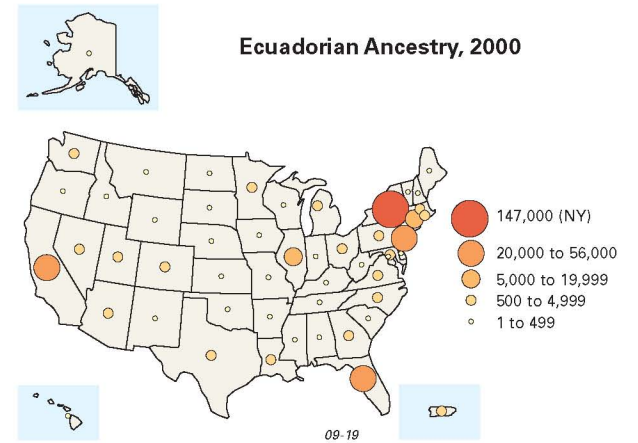 Ecuadorian Ancestry, 2000
147,000 (NY)
20,000 to 56,000
5,000 to 19,999
500 to 4,999
1 to 499
09-19